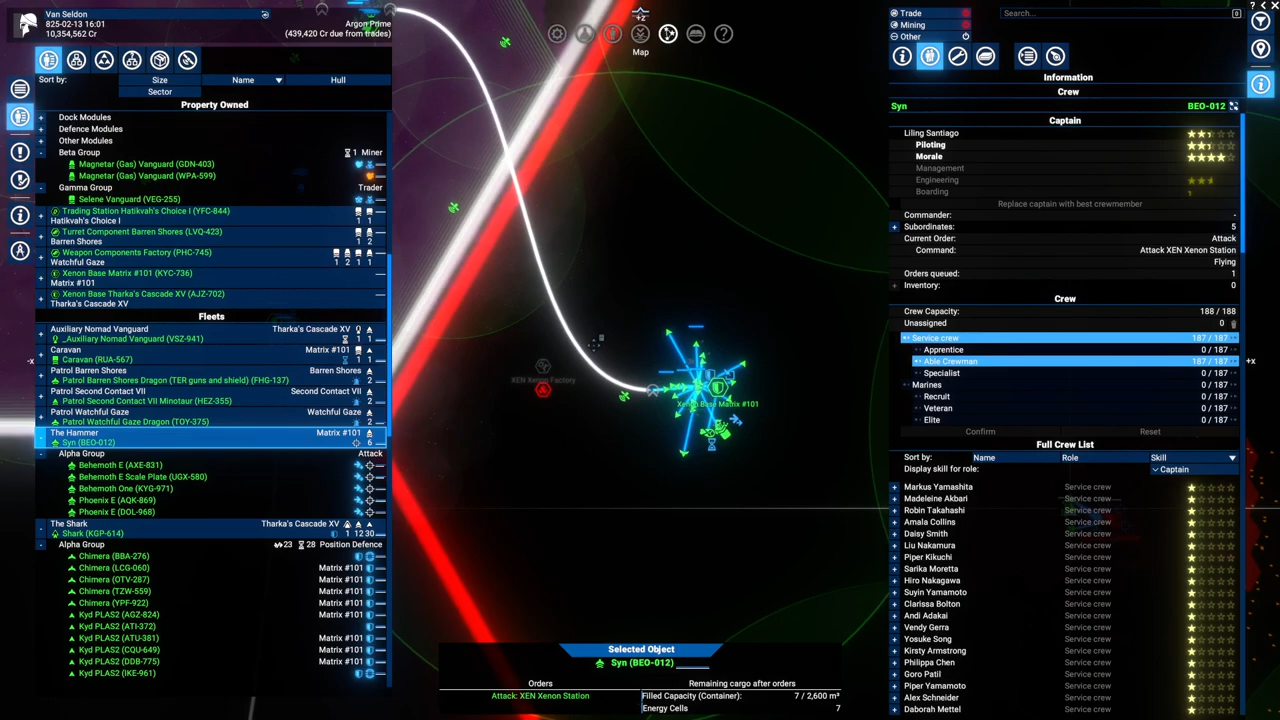 Van Seldon
825-02-13 16:01
10,354,562 Cr
Argon Prime
(439,420 Cr due from trades)
Sort by:
Size
Name
Hull
Sector
Property Owned
Dock Modules
Defence Modules
Other Modules
Beta Group 1 Miner
Magnetar (Gas) Vanguard (GDN-403)
Magnetar (Gas) Vanguard (WPA-599)
Gamma Group Trader
Selene Vanguard (VEG-255)
Trading Station Hatikvah's Choice I (YFC-844)
Hatikvah's Choice I 1 1
Turret Component Barren Shores (LVQ-423)
Barren Shores 1 2
Weapon Components Factory (PHC-745)
Watchful Gaze 1 2 1 1
Xenon Base Matrix #101 (KYC-736)
Matrix #101
Xenon Base Tharka's Cascade XV (AJZ-702)
Tharka's Cascade XV
Fleets
Auxiliary Nomad Vanguard Tharka's Cascade XV
_Auxiliary Nomad Vanguard (VSZ-941) 1 1
Caravan Matrix #101
Caravan (RUA-567) 1 1
Patrol Barren Shores Barren Shores
Patrol Barren Shores Dragon (TER guns and shield) (FHG-137) 2
Patrol Second Contact VII Second Contact VII
Patrol Second Contact VII Minotaur (HEZ-355) 2
Patrol Watchful Gaze Watchful Gaze
Patrol Watchful Gaze Dragon (TOY-375) 2
The Hammer Matrix #101
Syn (BEO-012) 6
Alpha Group Attack
Behemoth E (AXE-831)
Behemoth E Scale Plate (UGX-580)
Behemoth One (KYG-971)
Phoenix E (AQK-869)
Phoenix E (DOL-968)
The Shark Tharka's Cascade XV
Shark (KGP-614) 1 12 30
Alpha Group 23 28 Position Defence
Chimera (BBA-276)
Chimera (LCG-060) Matrix #101
Chimera (OTV-287) Matrix #101
Chimera (TZW-559) Matrix #101
Chimera (YPF-922) Matrix #101
Kyd PLAS2 (AGZ-824) Matrix #101
Kyd PLAS2 (ATI-372)
Kyd PLAS2 (ATU-381) Matrix #101
Kyd PLAS2 (CQU-649) Matrix #101
Kyd PLAS2 (DDB-775) Matrix #101
Kyd PLAS2 (IKE-961)
+2
Map
XEN Xenon Factory
Xenon Base Matrix #101
Selected Object
Syn (BEO-012)
Orders
Remaining cargo after orders
Attack: XEN Xenon Station
Filled Capacity (Container): 7 / 2,600 m³
Energy Cells 7
Trade
Mining
Other
Search...
Information
Crew
Syn BEO-012
Captain
Liling Santiago
Piloting
Morale
Management
Engineering
Boarding
Replace captain with best crewmember
Commander: -
Subordinates: 5
Current Order: Attack
Command: Attack XEN Xenon Station
Flying
Orders queued: 1
Inventory: 0
Crew
Crew Capacity: 188 / 188
Unassigned 0
Service crew 187 / 187
Apprentice 0 / 187
Able Crewman 187 / 187
Specialist 0 / 187
Marines 0 / 187
Recruit 0 / 187
Veteran 0 / 187
Elite 0 / 187
Confirm
Reset
Full Crew List
Sort by: Name Role Skill
Display skill for role: Captain
Markus Yamashita Service crew
Madeleine Akbari Service crew
Robin Takahashi Service crew
Amala Collins Service crew
Daisy Smith Service crew
Liu Nakamura Service crew
Piper Kikuchi Service crew
Sarika Moretta Service crew
Hiro Nakagawa Service crew
Suyin Yamamoto Service crew
Clarissa Bolton Service crew
Andi Adakai Service crew
Vendy Gerra Service crew
Yosuke Song Service crew
Kirsty Armstrong Service crew
Philippa Chen Service crew
Goro Patil Service crew
Piper Yamamoto Service crew
Alex Schneider Service crew
Daborah Mettel Service crew